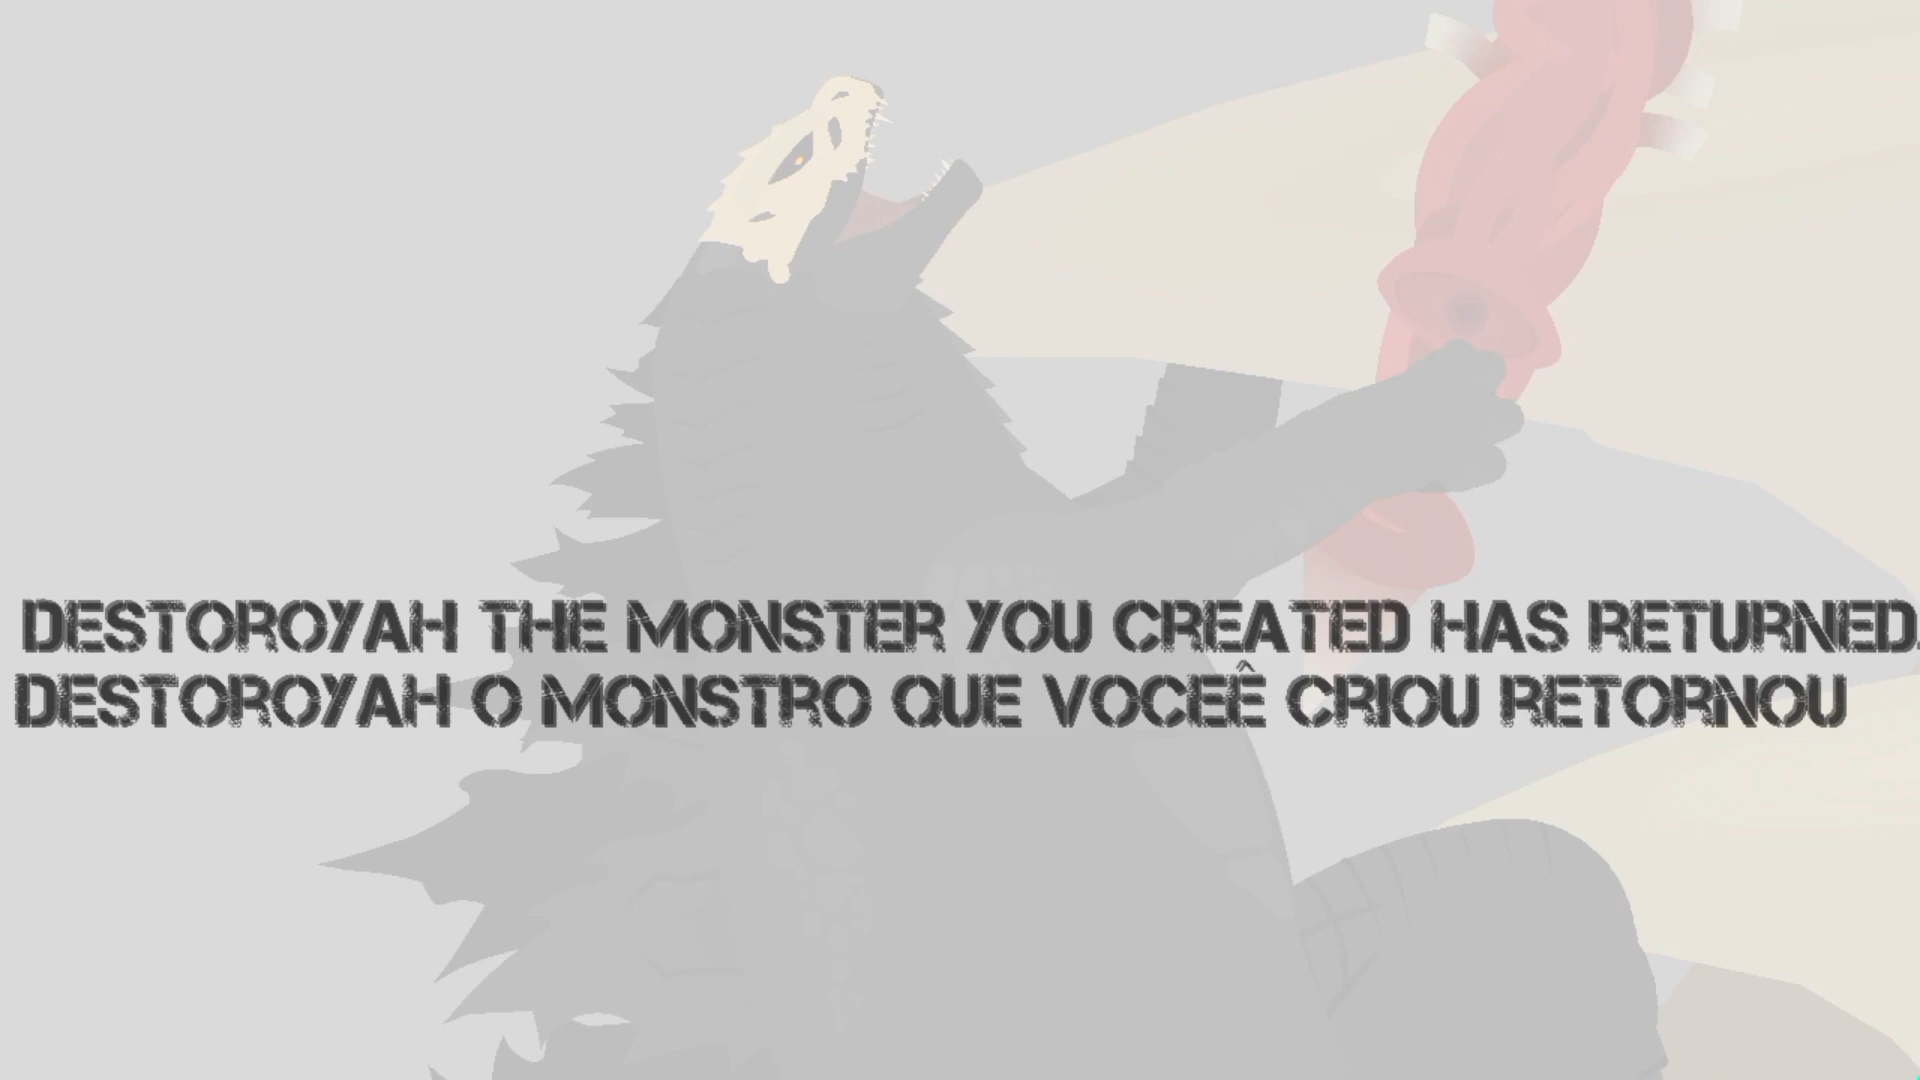 DESTOROYAH THE MONSTER YOU CREATED HAS RETURNED.
DESTOROYAH O MONSTRO QUE VOCEÊ CRIOU RETORNOU